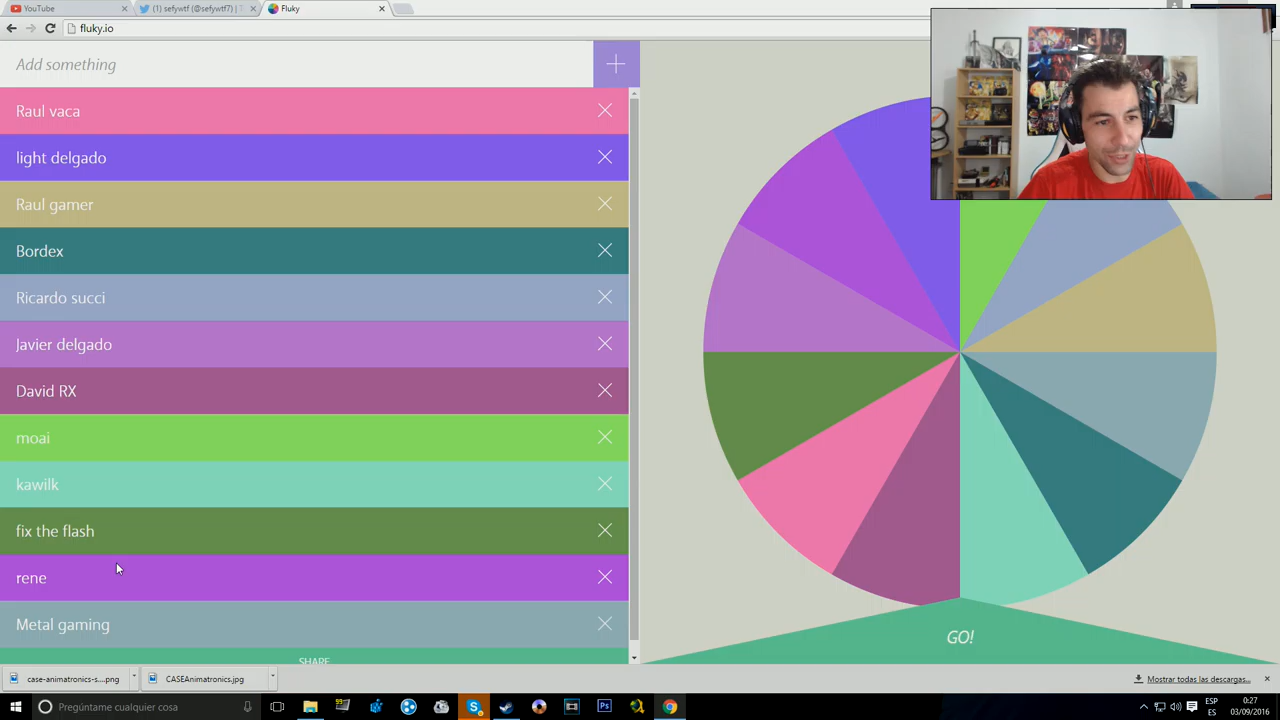 YouTube
(1) sefywtf (@sefywtf7) | T
Fluky
fluky.io
Add something
Raul vaca
light delgado
Raul gamer
Bordex
Ricardo succi
Javier delgado
David RX
moai
kawilk
fix the flash
rene
Metal gaming
SHARE
GO!
case-animatronics-s....png
CASEAnimatronics.jpg
Mostrar todas las descargas...
Pregúntame cualquier cosa
ESP
ES
0:27
03/09/2016